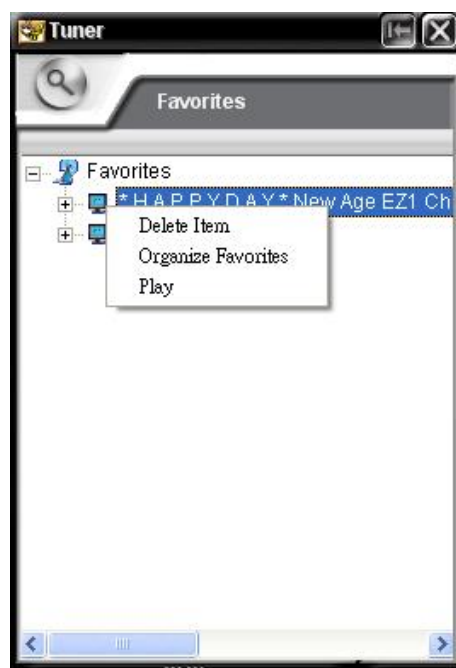 Tuner
Favorites
Favorites
* H A P P Y D A Y * New Age EZ1 Ch
Delete Item
Organize Favorites
Play